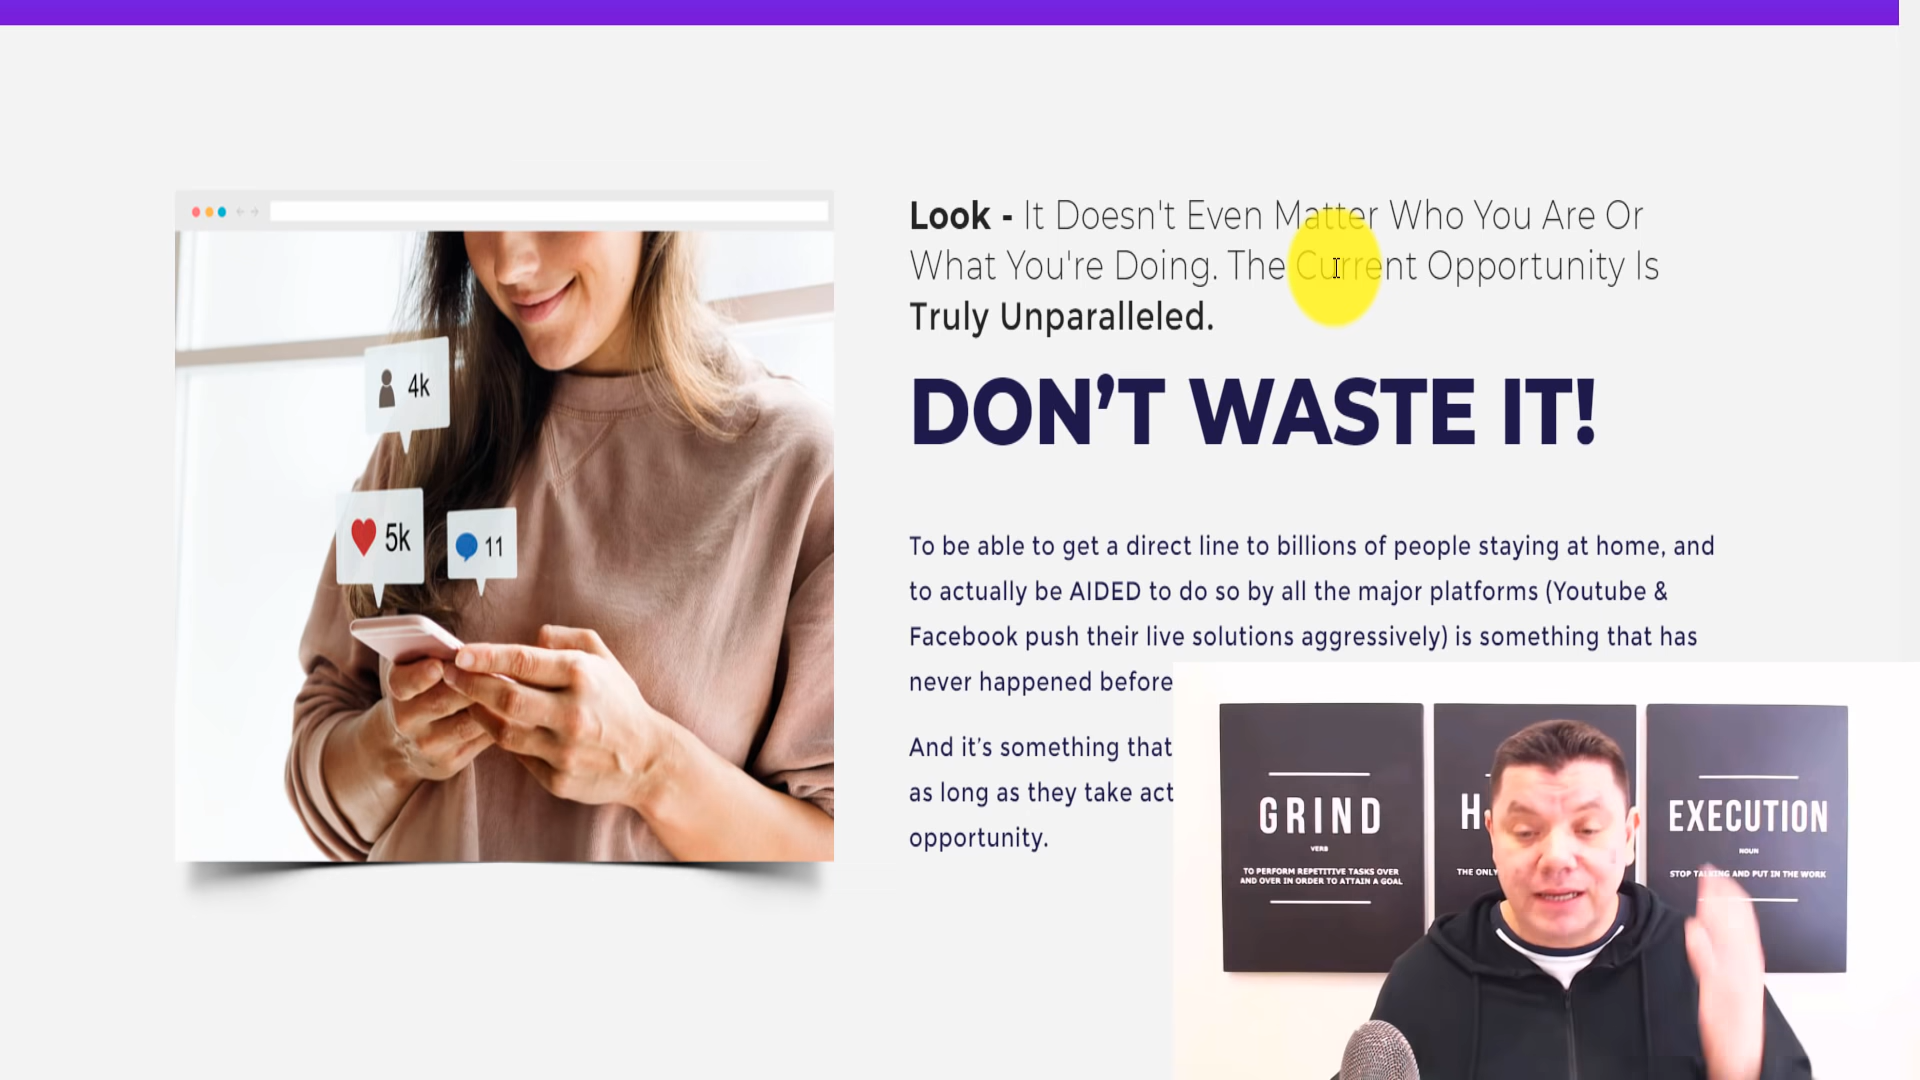 Look - It Doesn't Even Matter Who You Are Or
What You're Doing. The Current Opportunity Is
Truly Unparalleled.
DON’T WASTE IT!
4k
5k
11
To be able to get a direct line to billions of people staying at home, and
to actually be AIDED to do so by all the major platforms (Youtube &
Facebook push their live solutions aggressively) is something that has
never happened before
And it’s something that
as long as they take act
opportunity.
GRIND
VERB
TO PERFORM REPETITIVE TASKS OVER
AND OVER IN ORDER TO ATTAIN A GOAL
THE ONLY
EXECUTION
NOUN
STOP TALKING AND PUT IN THE WORK